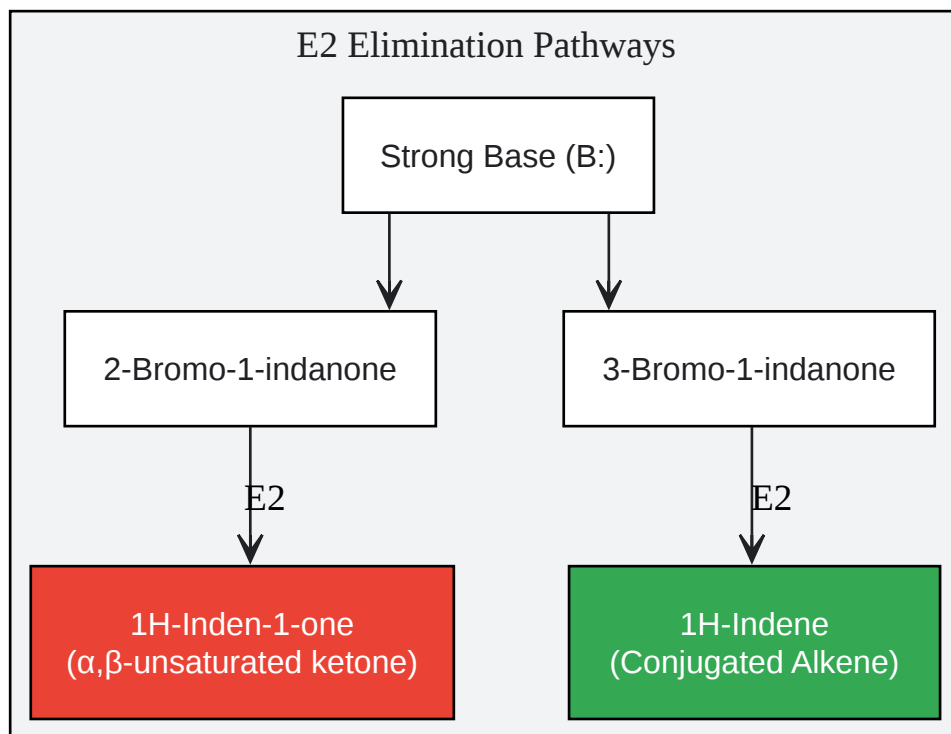 E2 Elimination Pathways
Strong Base (B:)
2-Bromo-1-indanone
3-Bromo-1-indanone
E2
E2
1H-Inden-1-one
(α,β-unsaturated ketone)
1H-Indene
(Conjugated Alkene)